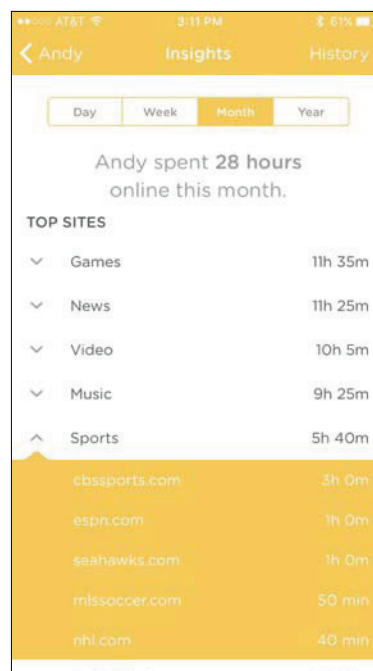 AT&T 3:11 PM 61%
Andy Insights History
Day Week Month Year
Andy spent 28 hours
online this month.
TOP SITES
Games 11h 35m
News 11h 25m
Video 10h 5m
Music 9h 25m
Sports 5h 40m
cbssports.com 3h 0m
espn.com 1h 0m
seahawks.com 1h 0m
mlssoccer.com 50 min
nhl.com 40 min